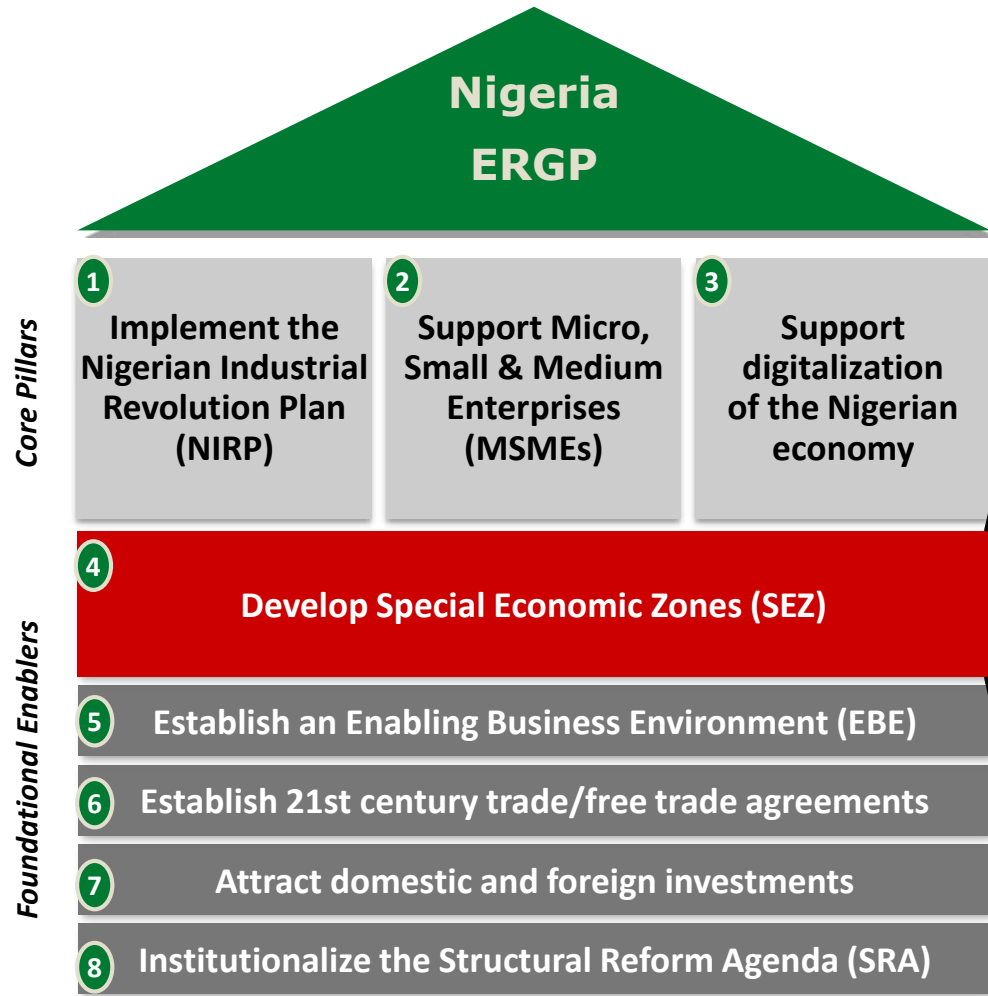 Nigeria
ERGP
Core Pillars
1
Implement the
Nigerian Industrial
Revolution Plan
(NIRP)
2
Support Micro,
Small & Medium
Enterprises
(MSMEs)
3
Support
digitalization
of the Nigerian
economy
Foundational Enablers
4
Develop Special Economic Zones (SEZ)
5
Establish an Enabling Business Environment (EBE)
6
Establish 21st century trade/free trade agreements
7
Attract domestic and foreign investments
8
Institutionalize the Structural Reform Agenda (SRA)